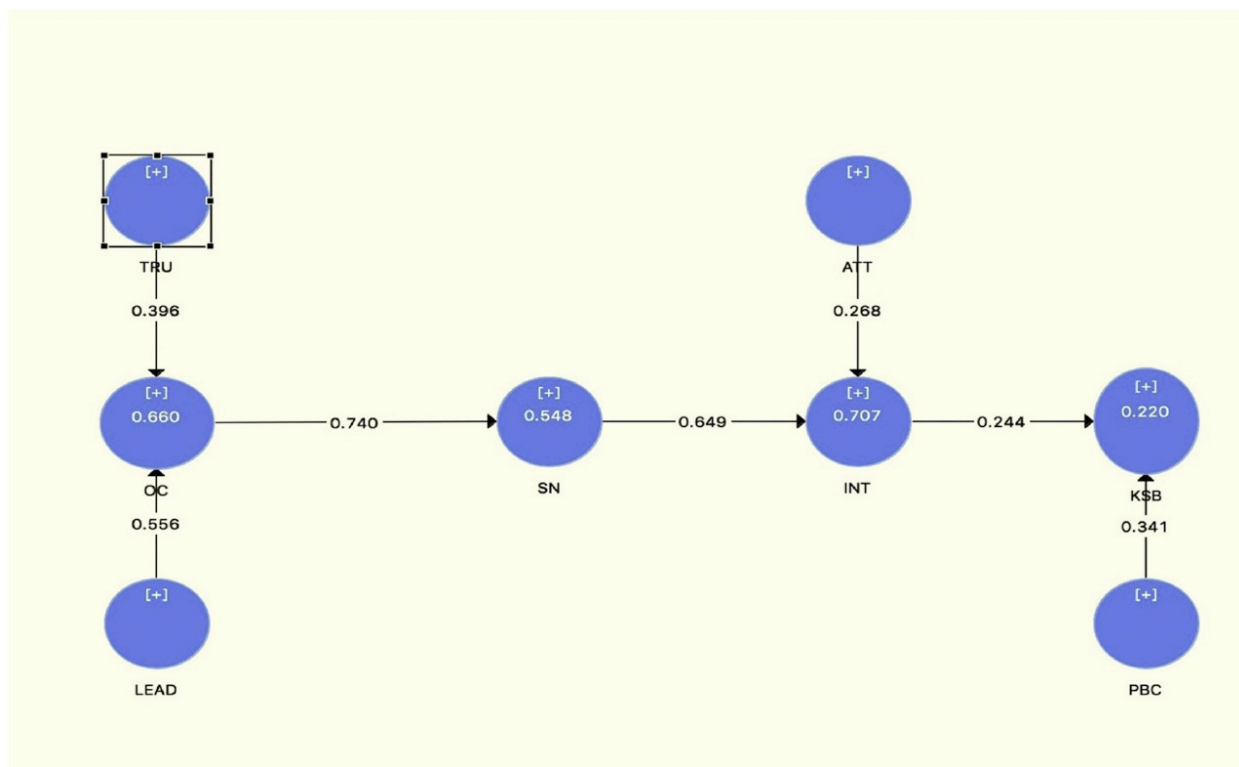 [+]
[+]
TRU
ATT
0.396
0.268
[+]
[+]
[+]
[+]
0.660
0.740
0.548
0.649
0.707
0.244
0.220
OC
SN
INT
KSB
0.556
0.341
[+]
[+]
LEAD
PBC